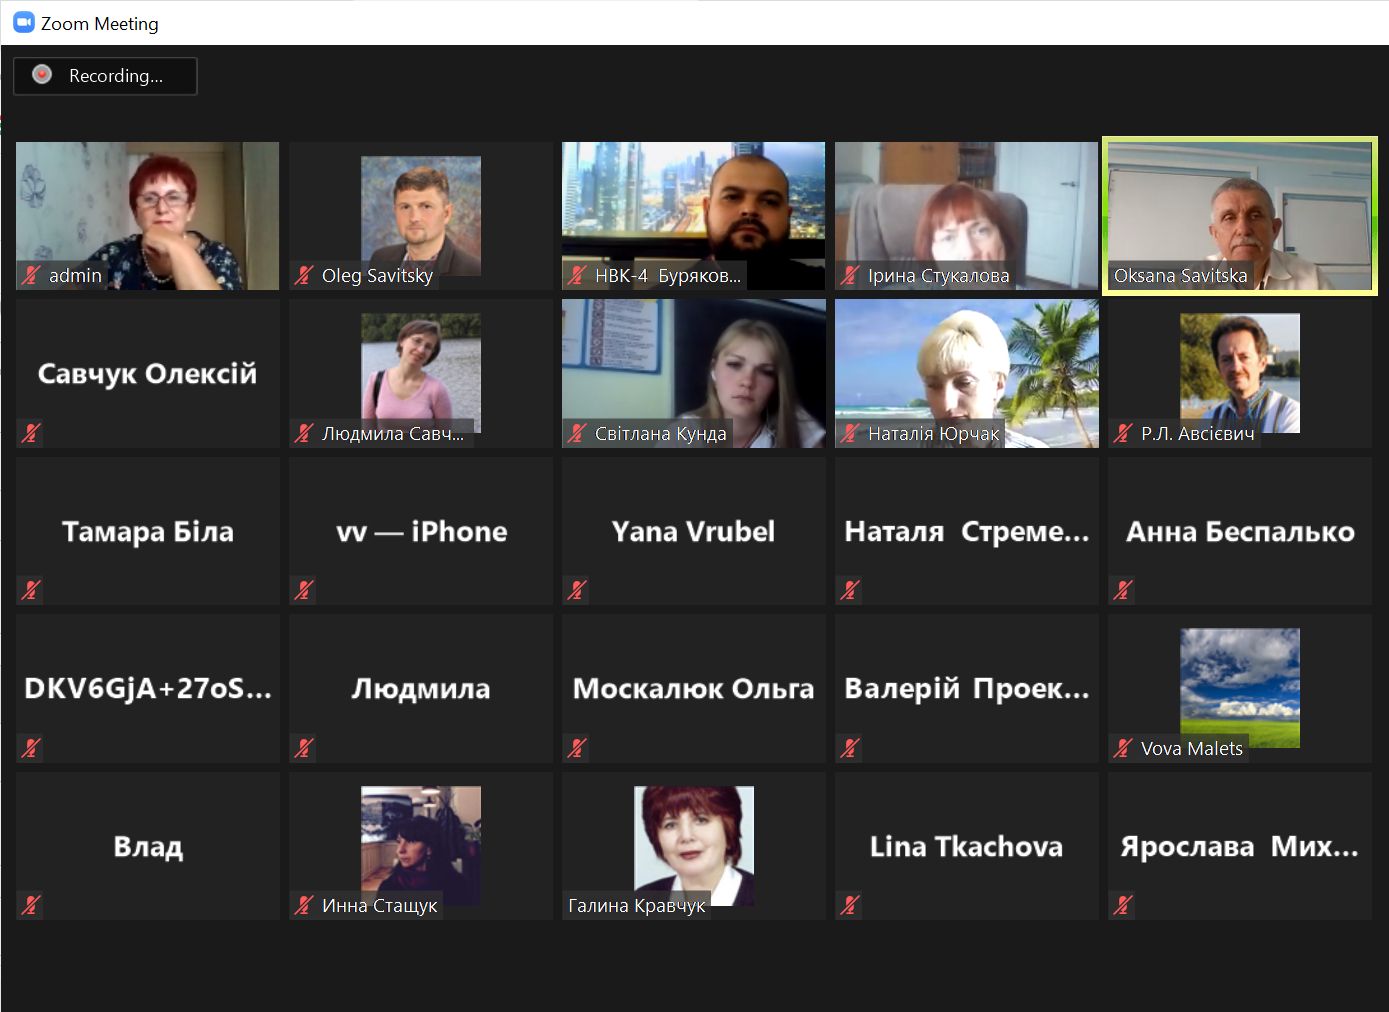 Zoom Meeting
Recording...
admin
Oleg Savitsky
НВК-4 Буряков...
Ірина Стукалова
Oksana Savitska
Савчук Олексій
Людмила Савч...
Світлана Кунда
Наталія Юрчак
Р.Л. Авсієвич
Тамара Біла
vv — iPhone
Yana Vrubel
Наталя Стреме...
Анна Беспалько
DKV6GjA+27oS...
Людмила
Москалюк Ольга
Валерій Проек...
Vova Malets
Влад
Инна Стащук
Галина Кравчук
Lina Tkachova
Ярослава Мих...